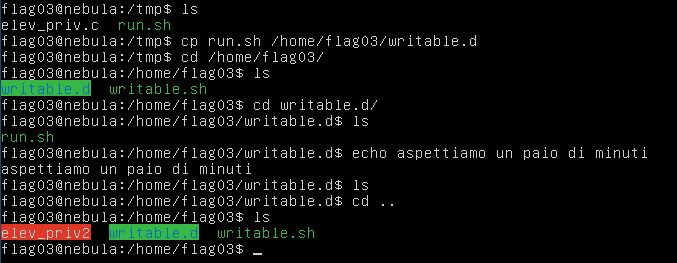 flag03@nebula:/tmp$ ls
elev_priv.c  run.sh
flag03@nebula:/tmp$ cp run.sh /home/flag03/writable.d
flag03@nebula:/tmp$ cd /home/flag03/
flag03@nebula:/home/flag03$ ls
writable.d  writable.sh
flag03@nebula:/home/flag03$ cd writable.d/
flag03@nebula:/home/flag03/writable.d$ ls
run.sh
flag03@nebula:/home/flag03/writable.d$ echo aspettiamo un paio di minuti
aspettiamo un paio di minuti
flag03@nebula:/home/flag03/writable.d$ ls
flag03@nebula:/home/flag03/writable.d$ cd ..
flag03@nebula:/home/flag03$ ls
elev_priv2  writable.d  writable.sh
flag03@nebula:/home/flag03$ _